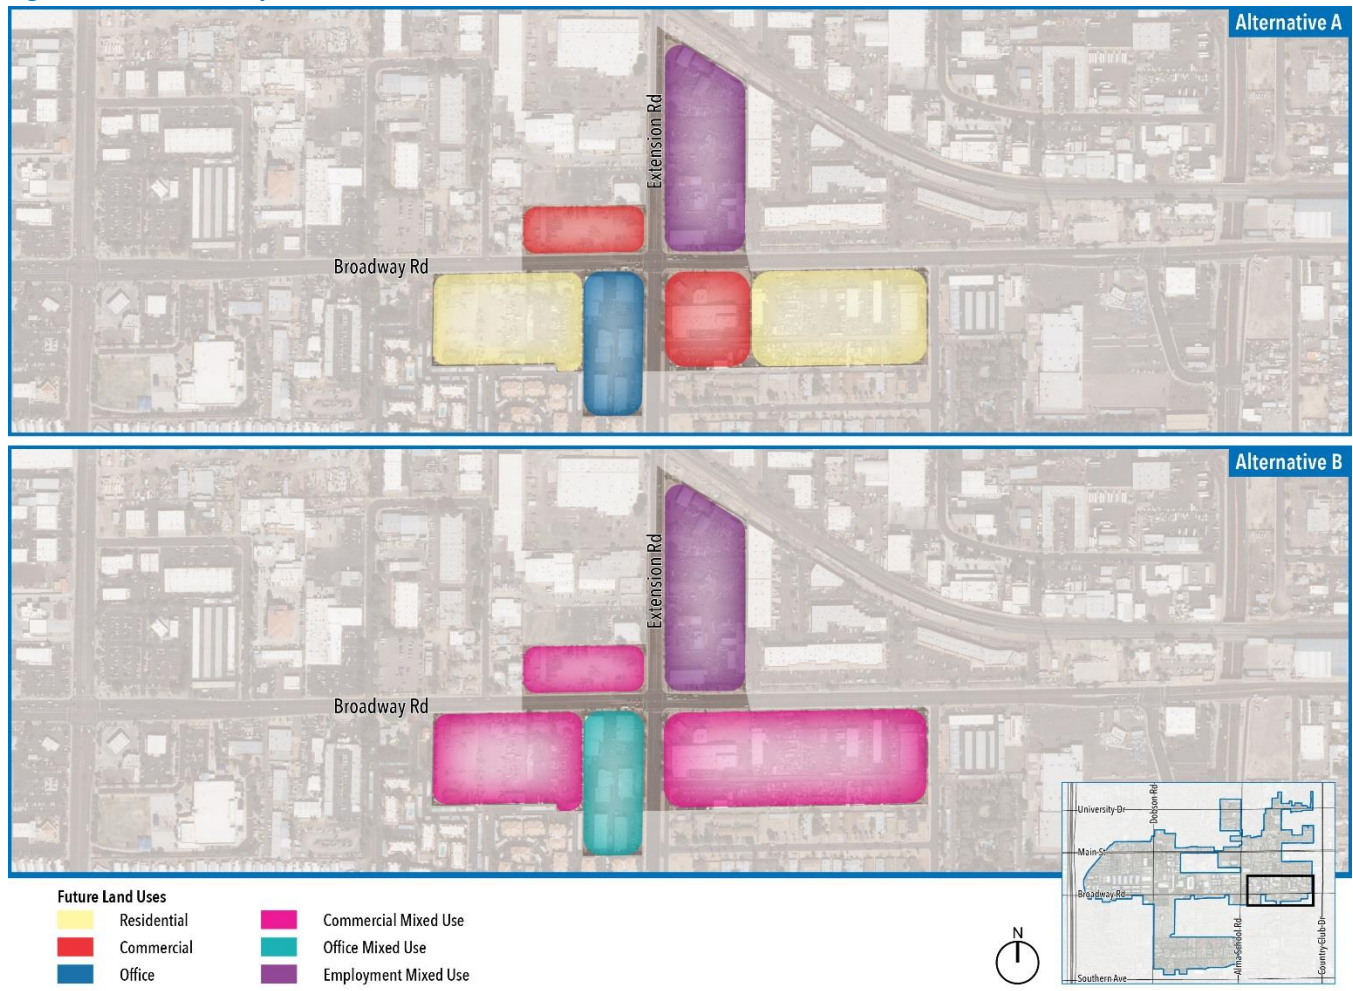 Alternative A
Extension Rd
Broadway Rd
Alternative B
Extension Rd
Broadway Rd
University Dr
Dobson Rd
Main St
Broadway Rd
Alma School Rd
Country Club Dr
Southern Ave
Future Land Uses
Residential
Commercial
Office
Commercial Mixed Use
Office Mixed Use
Employment Mixed Use
N